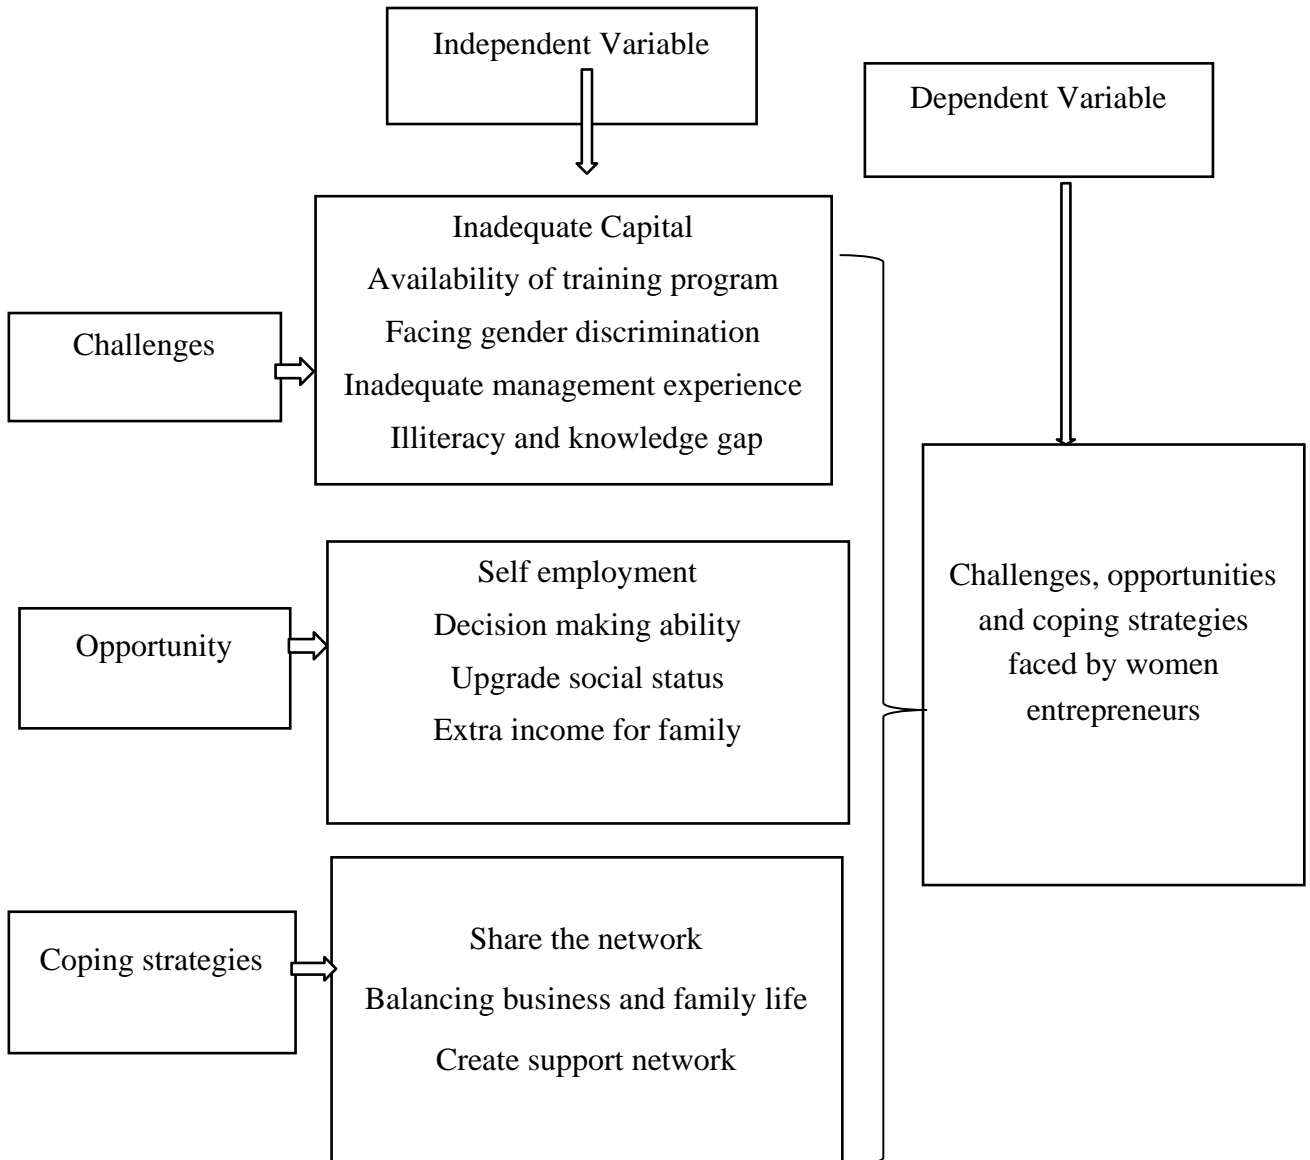 Independent Variable
Dependent Variable
Inadequate Capital
Availability of training program
Facing gender discrimination
Inadequate management experience
Illiteracy and knowledge gap
Challenges
Self employment
Decision making ability
Upgrade social status
Extra income for family
Opportunity
Challenges, opportunities
and coping strategies
faced by women
entrepreneurs
Share the network
Balancing business and family life
Create support network
Coping strategies